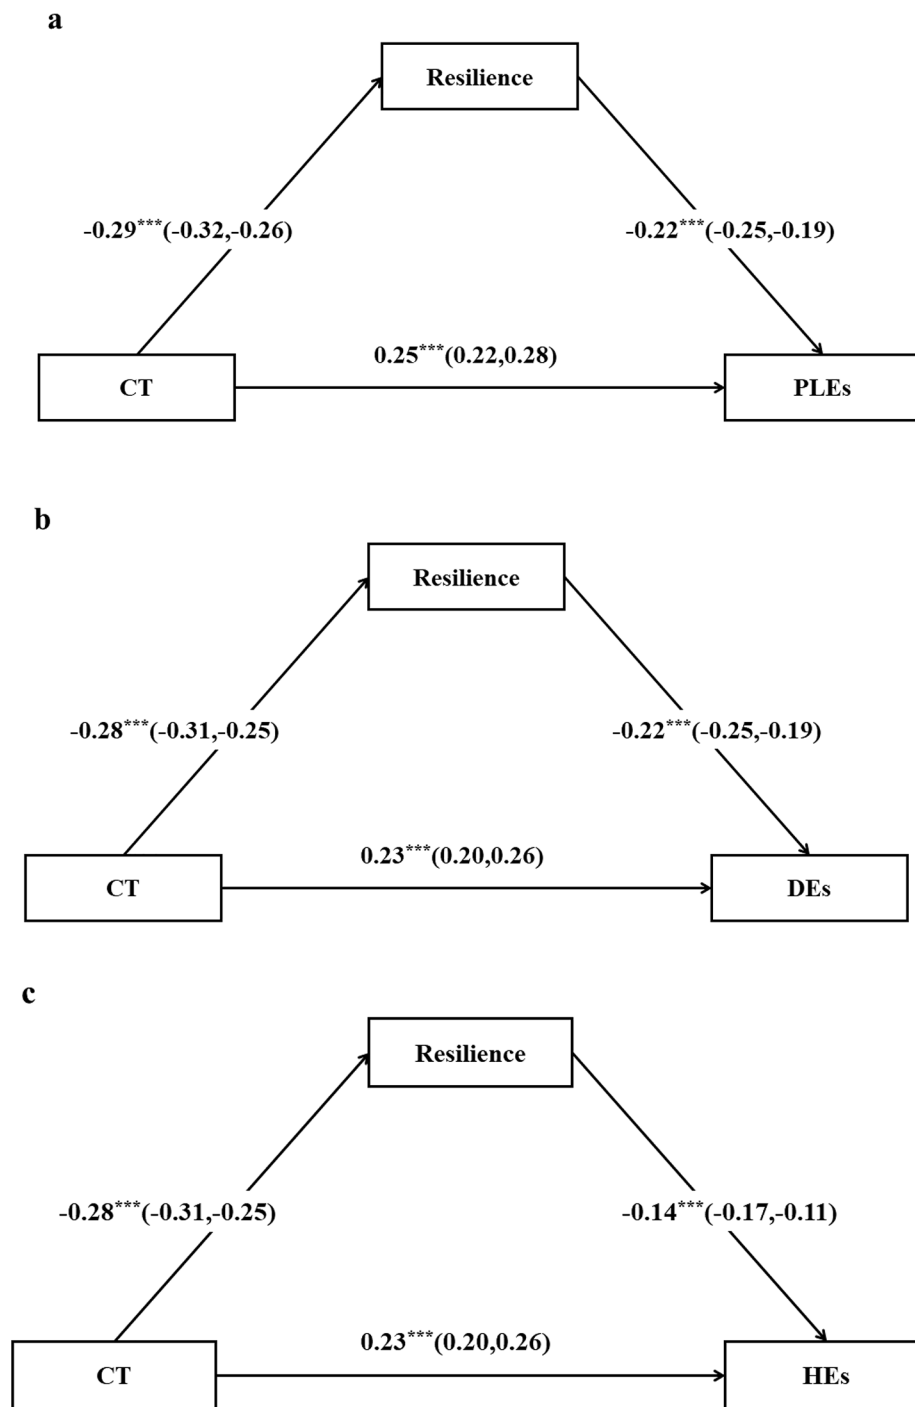 a
Resilience
-0.29***(-0.32,-0.26)
-0.22***(-0.25,-0.19)
0.25***(0.22,0.28)
CT
PLEs
b
Resilience
-0.28***(-0.31,-0.25)
-0.22***(-0.25,-0.19)
0.23***(0.20,0.26)
CT
DEs
c
Resilience
-0.28***(-0.31,-0.25)
-0.14***(-0.17,-0.11)
0.23***(0.20,0.26)
CT
HEs